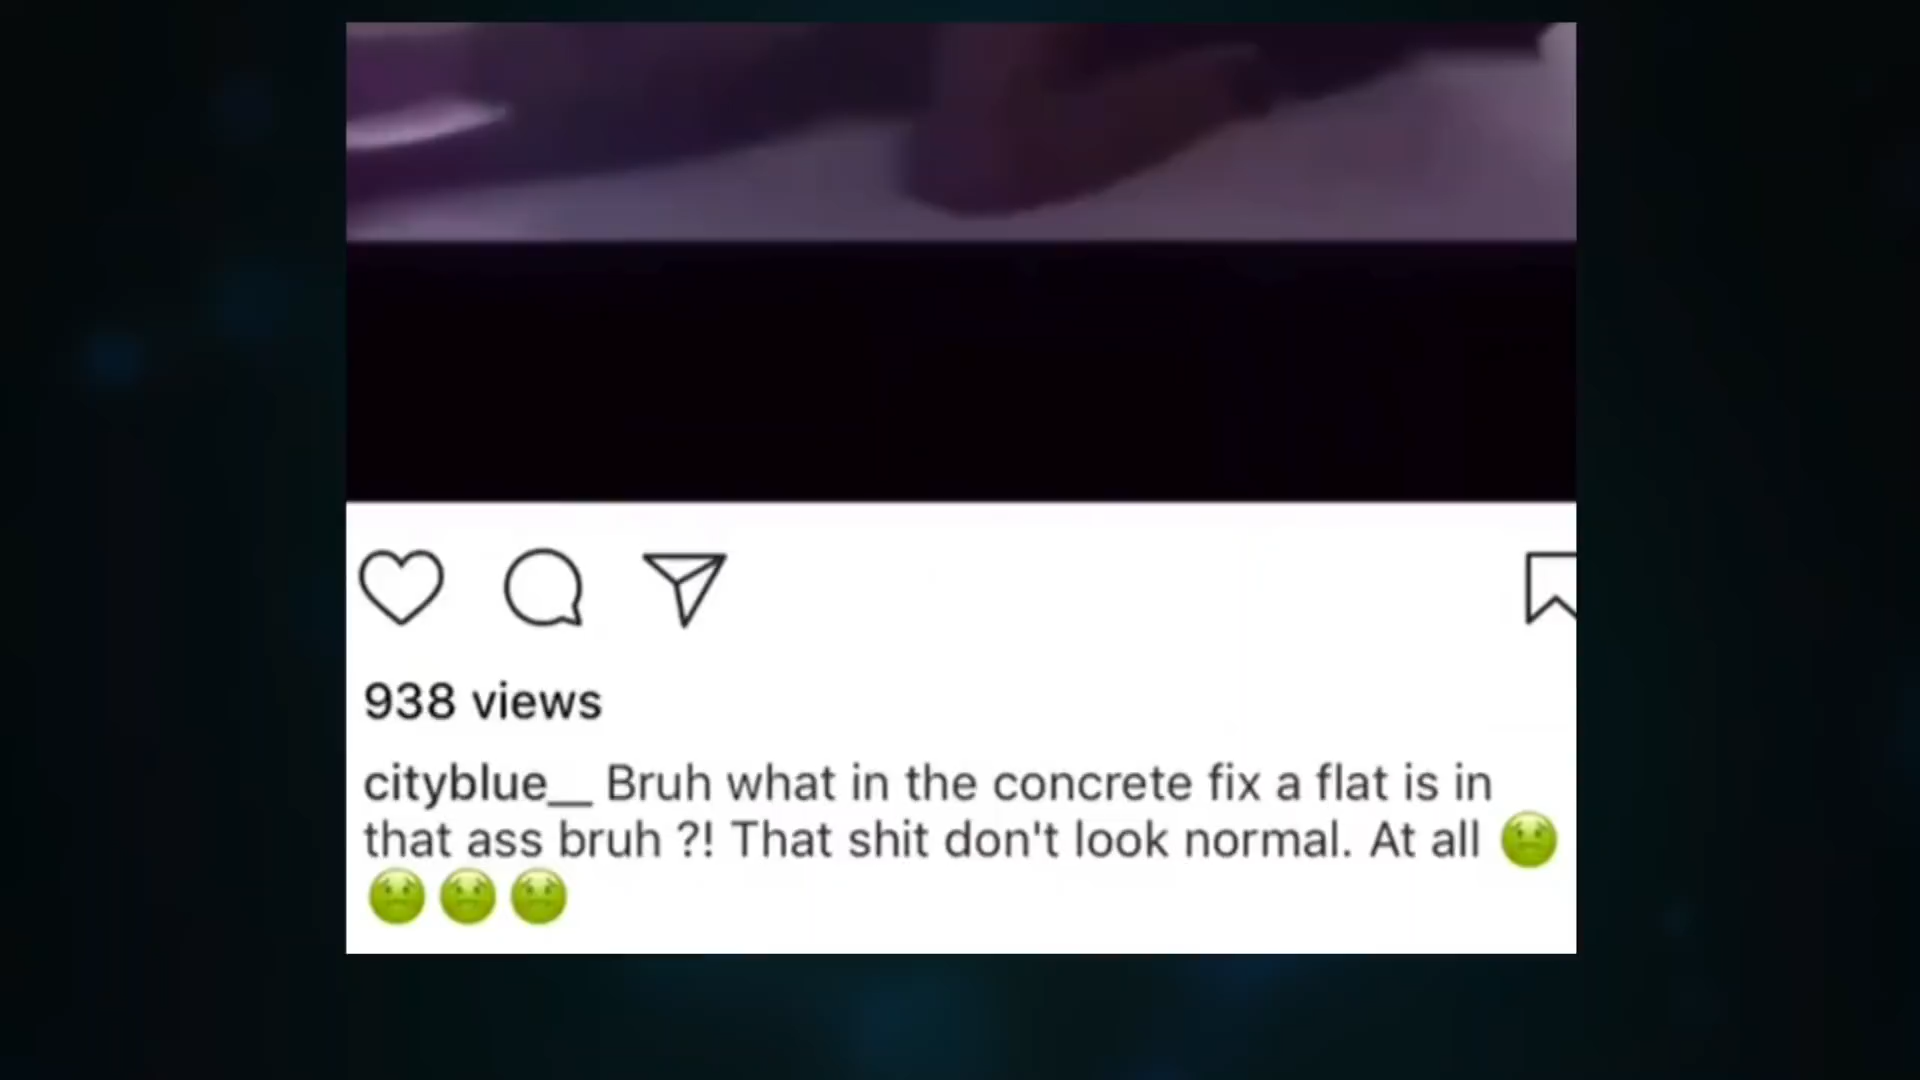 938 views
cityblue__ Bruh what in the concrete fix a flat is in
that ass bruh ?! That shit don't look normal. At all 🤢
🤢🤢🤢